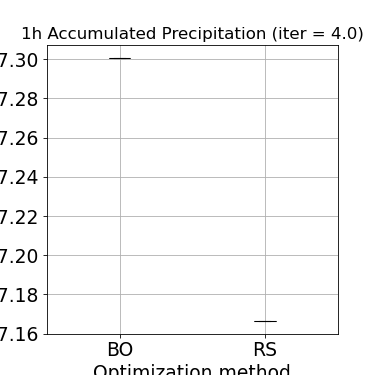 1h Accumulated Precipitation (iter = 4.0)
7.30
7.28
7.26
7.24
7.22
7.20
7.18
7.16
BO RS
Optimization method